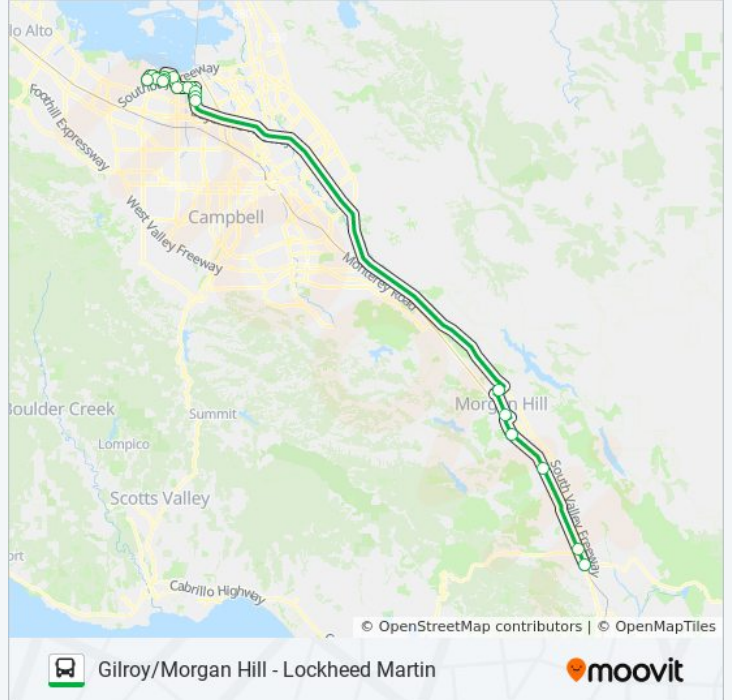 lo Alto
Freeway
Foothill Expressway
Campbell
West Valley Freeway
Monterey Road
Morgan Hill
Boulder Creek
Summit
Lompico
Scotts Valley
South Valley Freeway
ort
Cabrillo Highway
© OpenStreetMap contributors | © OpenMapTiles
Gilroy/Morgan Hill - Lockheed Martin
moovit